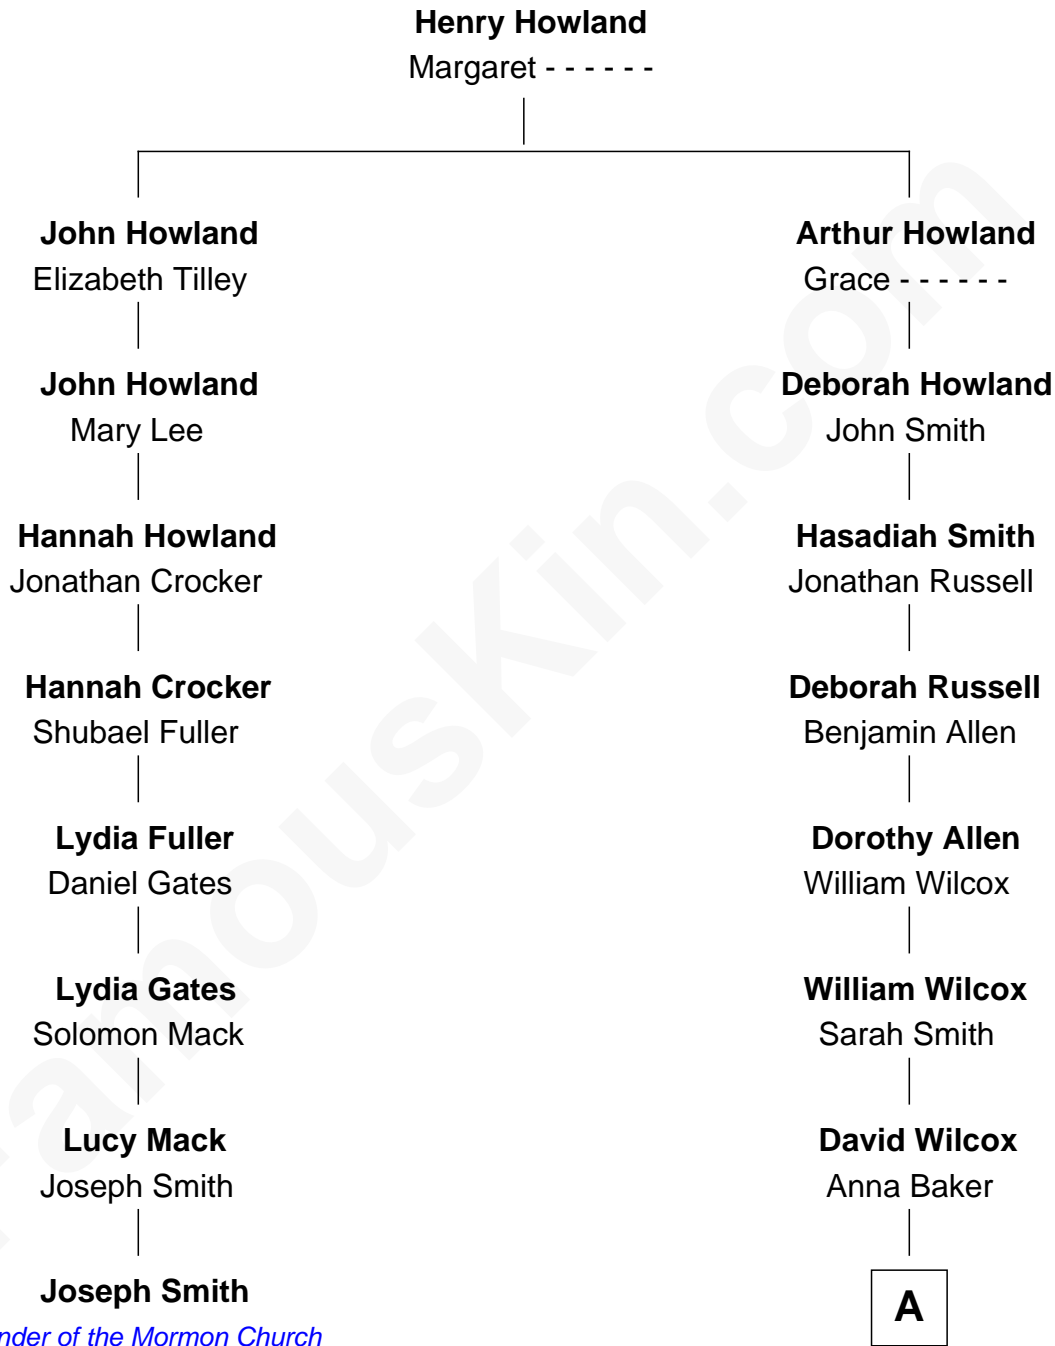 Henry Howland
Margaret - - - - - -
John Howland
Elizabeth Tilley
Arthur Howland
Grace - - - - - -
John Howland
Mary Lee
Deborah Howland
John Smith
Hannah Howland
Jonathan Crocker
Hasadiah Smith
Jonathan Russell
Hannah Crocker
Shubael Fuller
Deborah Russell
Benjamin Allen
Lydia Fuller
Daniel Gates
Dorothy Allen
William Wilcox
Lydia Gates
Solomon Mack
William Wilcox
Sarah Smith
Lucy Mack
Joseph Smith
David Wilcox
Anna Baker
Joseph Smith
nder of the Mormon Church
A
FamousKin.com